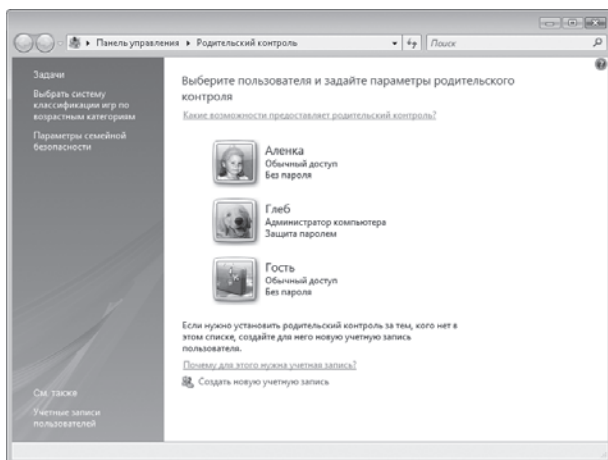 Панель управления ▸ Родительский контроль
Поиск
Задачи
Выбрать систему
классификации игр по
возрастным категориям
Параметры семейной
безопасности
Выберите пользователя и задайте параметры родительского
контроля
Какие возможности предоставляет родительский контроль?
Аленка
Обычный доступ
Без пароля
Глеб
Администратор компьютера
Защита паролем
Гость
Обычный доступ
Без пароля
Если нужно установить родительский контроль за тем, кого нет в
этом списке, создайте для него новую учетную запись
пользователя.
Почему для этого нужна учетная запись?
Создать новую учетную запись
См. также
Учетные записи
пользователей